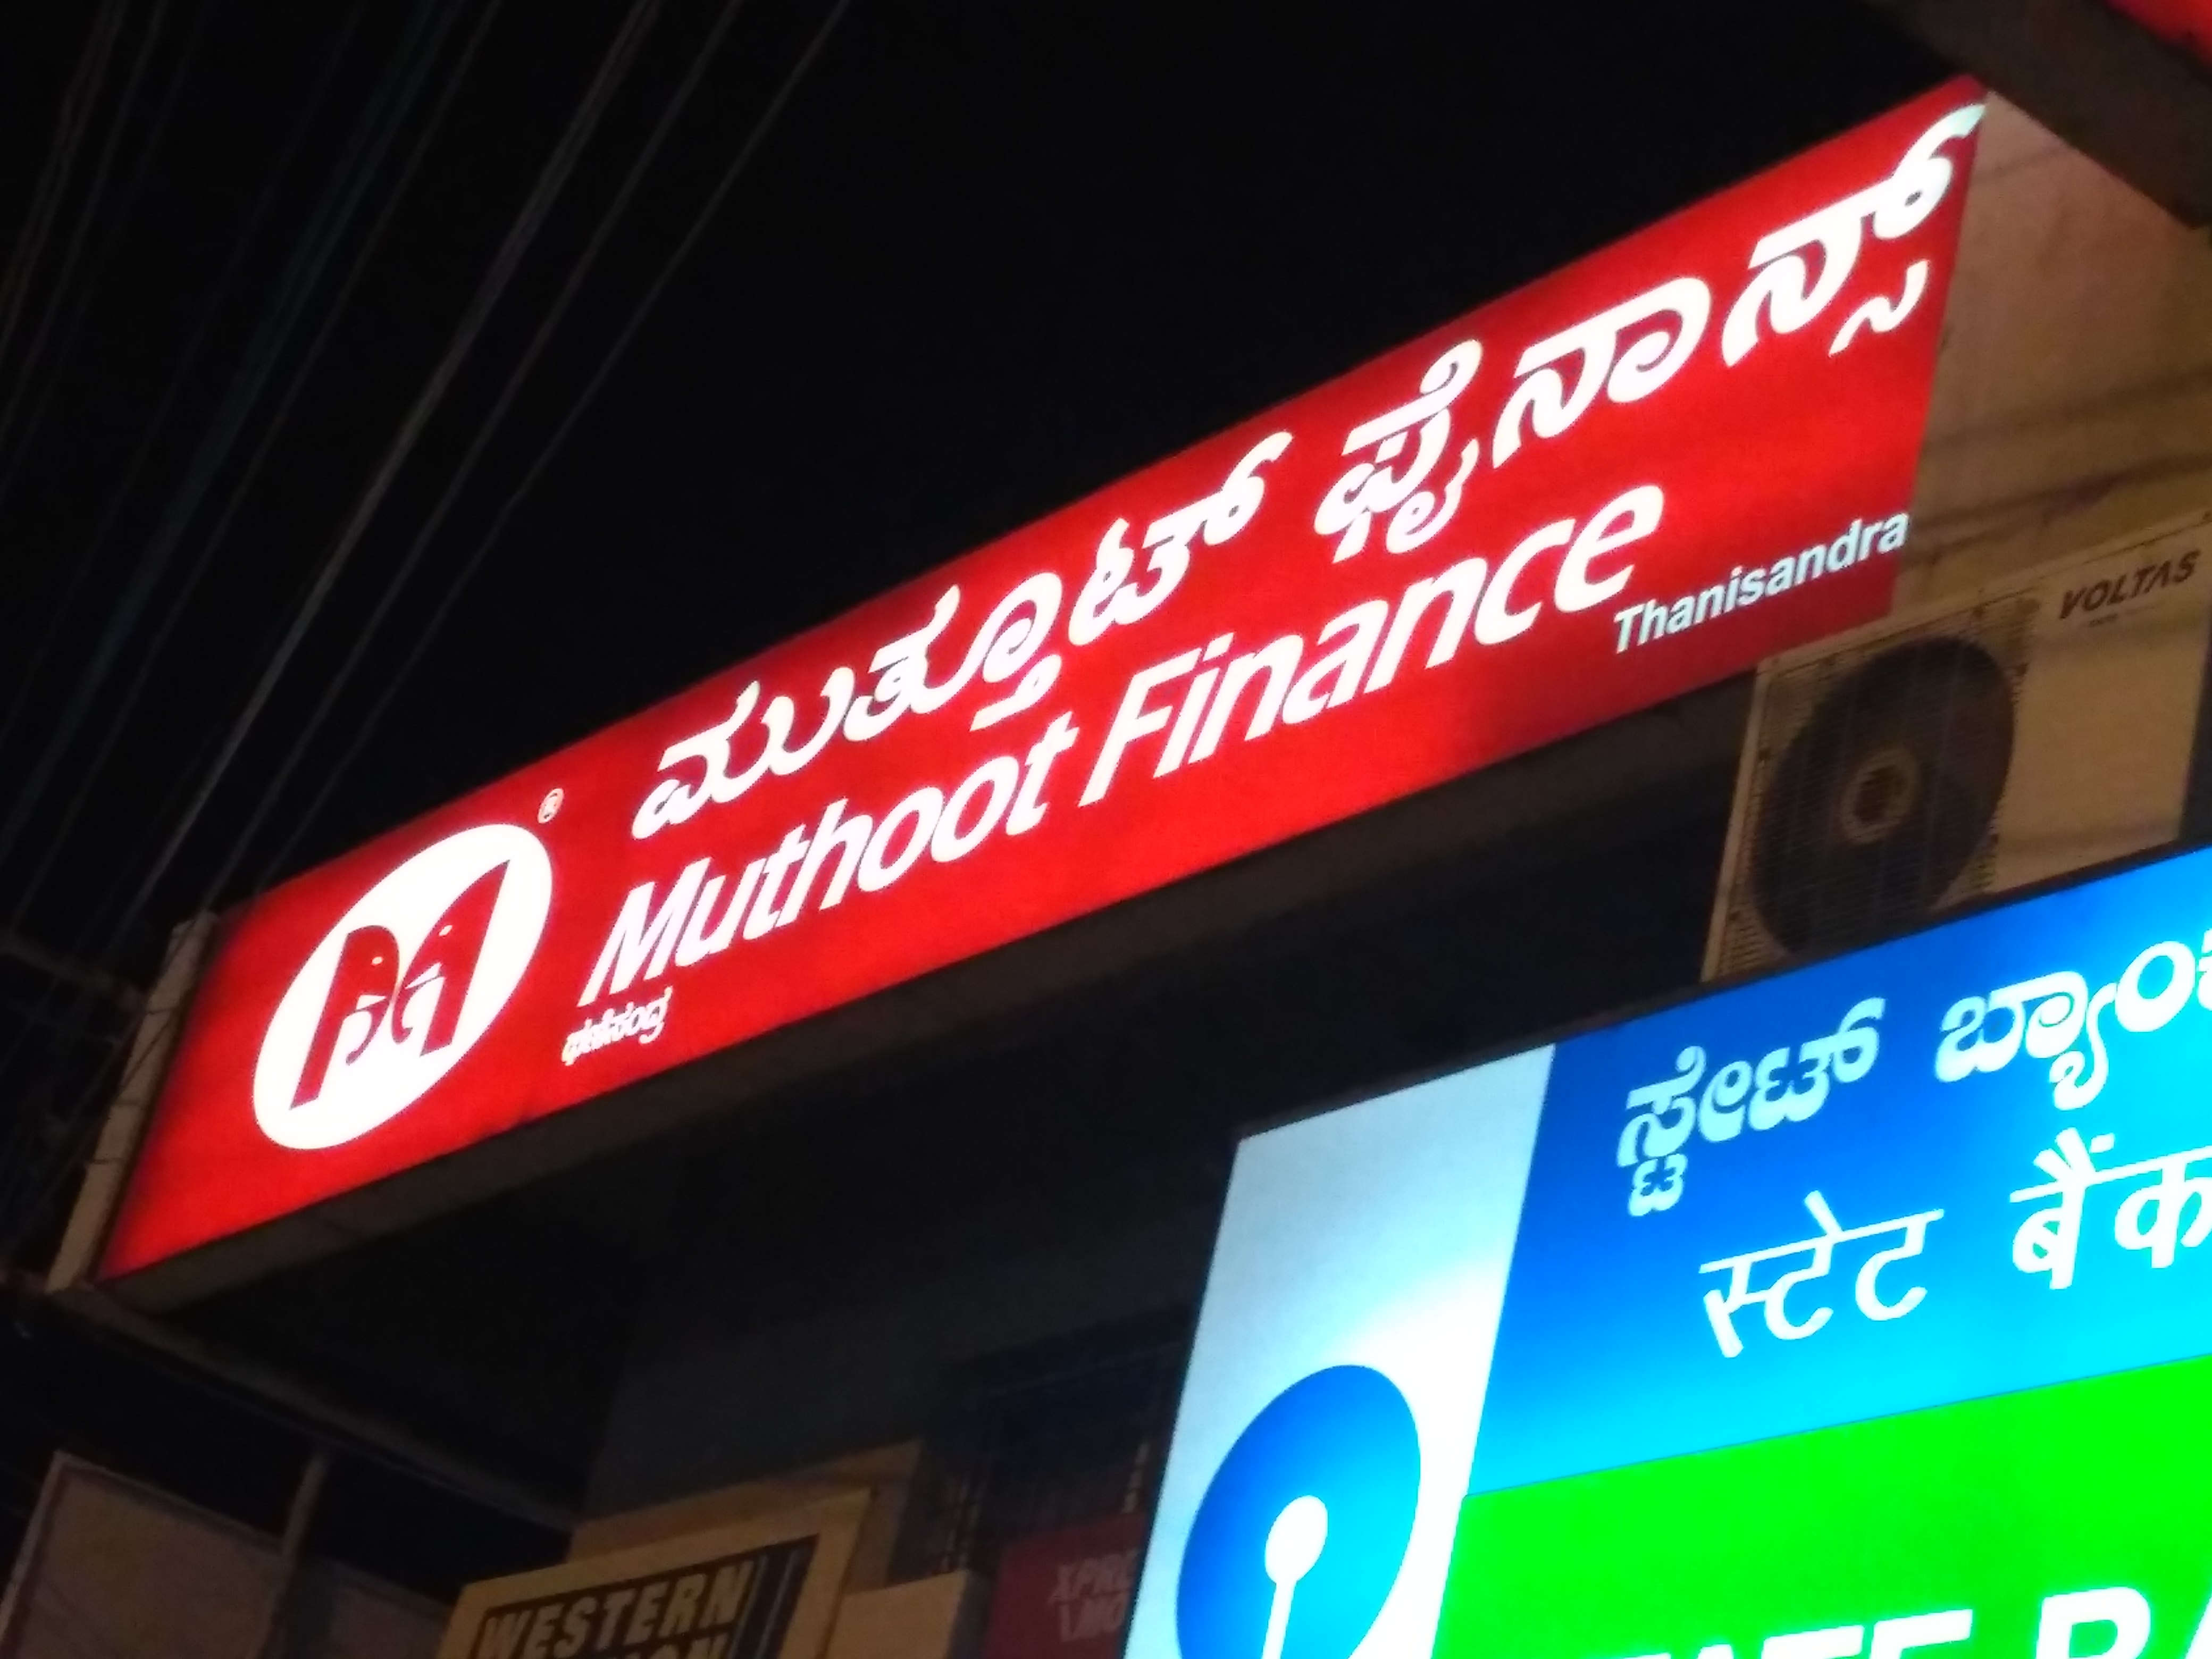 ಮುತ್ತೂಟ್ ಫೈನಾನ್ಸ್
Muthoot Finance
Thanisandra
VOLTAS
ಸ್ಟೇಟ್ ಬ್ಯಾಂಕ
स्टेट बैंक
WESTERN